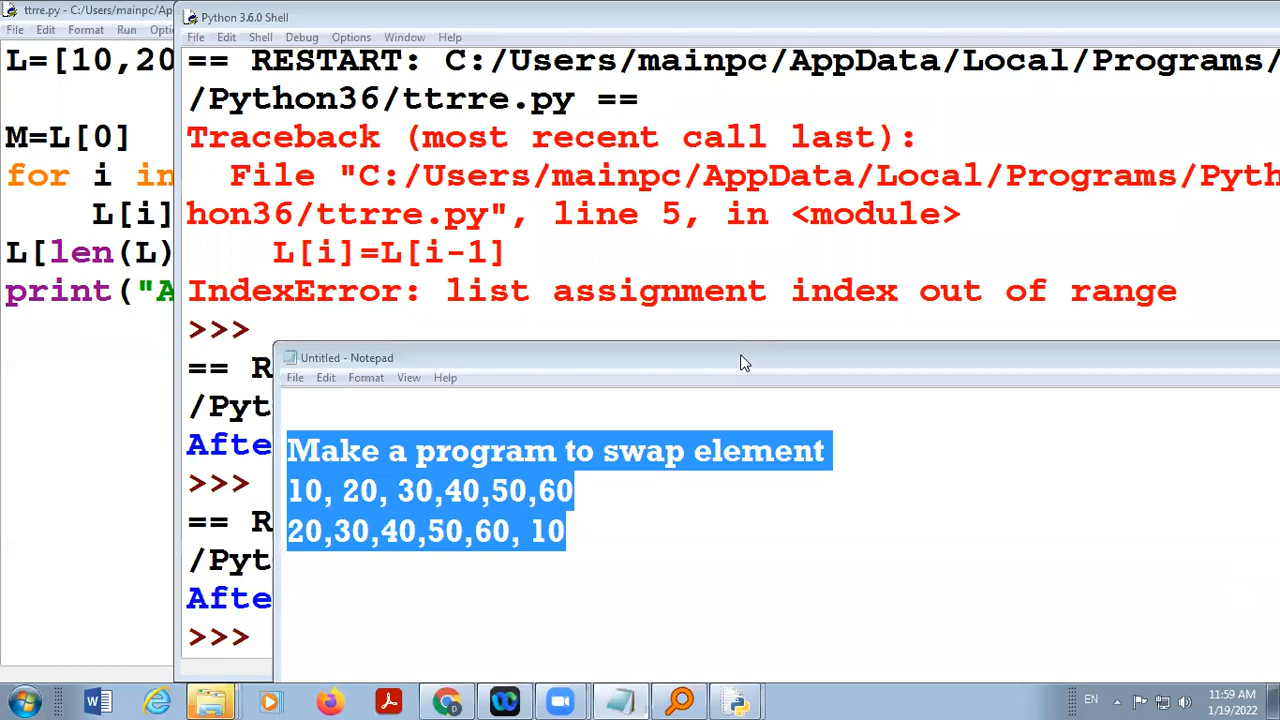 ttrre.py - C:/Users/mainpc/Ap
File Edit Format Run Opti
L=[10,20
M=L[0]
for i in
L[i]
L[len(L)
print("A
Python 3.6.0 Shell
File Edit Shell Debug Options Window Help
== RESTART: C:/Users/mainpc/AppData/Local/Programs/
/Python36/ttrre.py ==
Traceback (most recent call last):
File "C:/Users/mainpc/AppData/Local/Programs/Pyth
hon36/ttrre.py", line 5, in <module>
L[i]=L[i-1]
IndexError: list assignment index out of range
>>>
== R
/Pyt
Afte
>>>
== R
/Pyt
Afte
>>>
Untitled - Notepad
File Edit Format View Help
Make a program to swap element
10, 20, 30,40,50,60
20,30,40,50,60, 10
EN
11:59 AM
1/19/2022